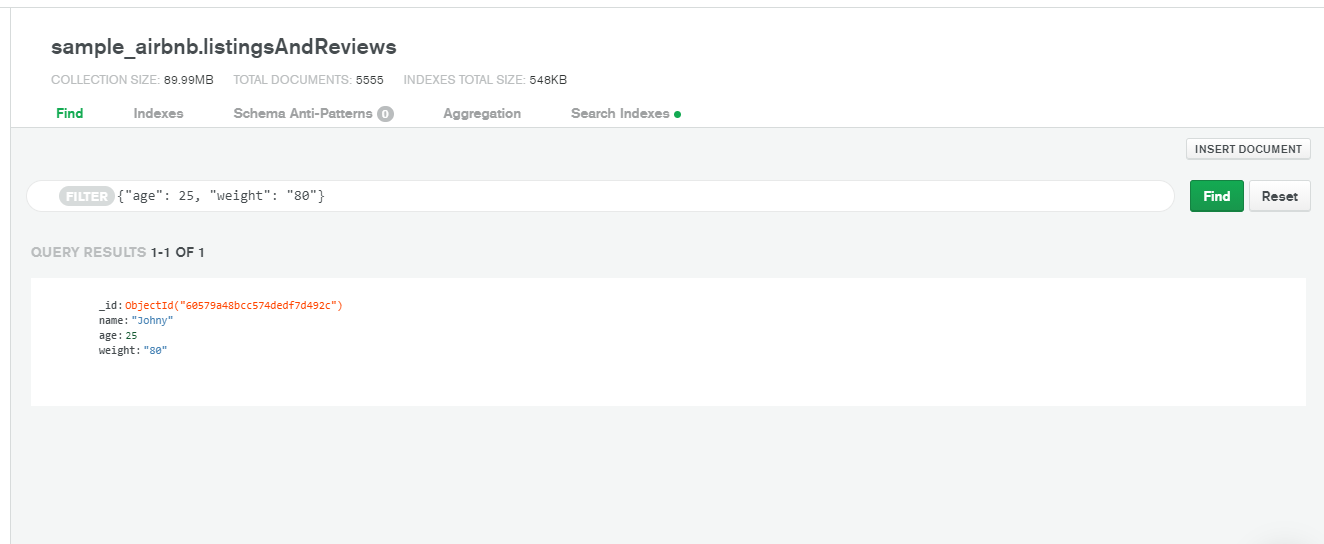 sample_airbnb.listingsAndReviews
COLLECTION SIZE: 89.99MB TOTAL DOCUMENTS: 5555 INDEXES TOTAL SIZE: 548KB
Find Indexes Schema Anti-Patterns 0 Aggregation Search Indexes
INSERT DOCUMENT
FILTER {"age": 25, "weight": "80"} Find Reset
QUERY RESULTS 1-1 OF 1
_id: ObjectId("60579a48bcc574dedf7d492c")
name: "Johny"
age: 25
weight: "80"